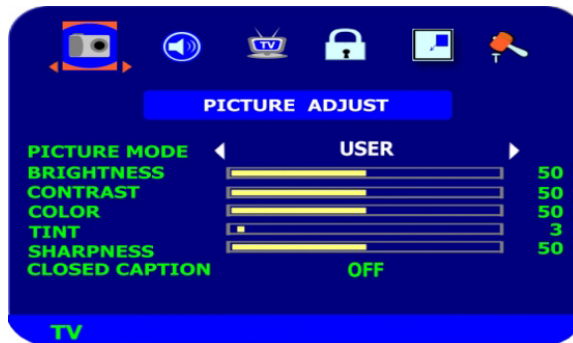 TV
PICTURE ADJUST
PICTURE MODE USER
BRIGHTNESS 50
CONTRAST 50
COLOR 50
TINT 3
SHARPNESS 50
CLOSED CAPTION OFF
TV